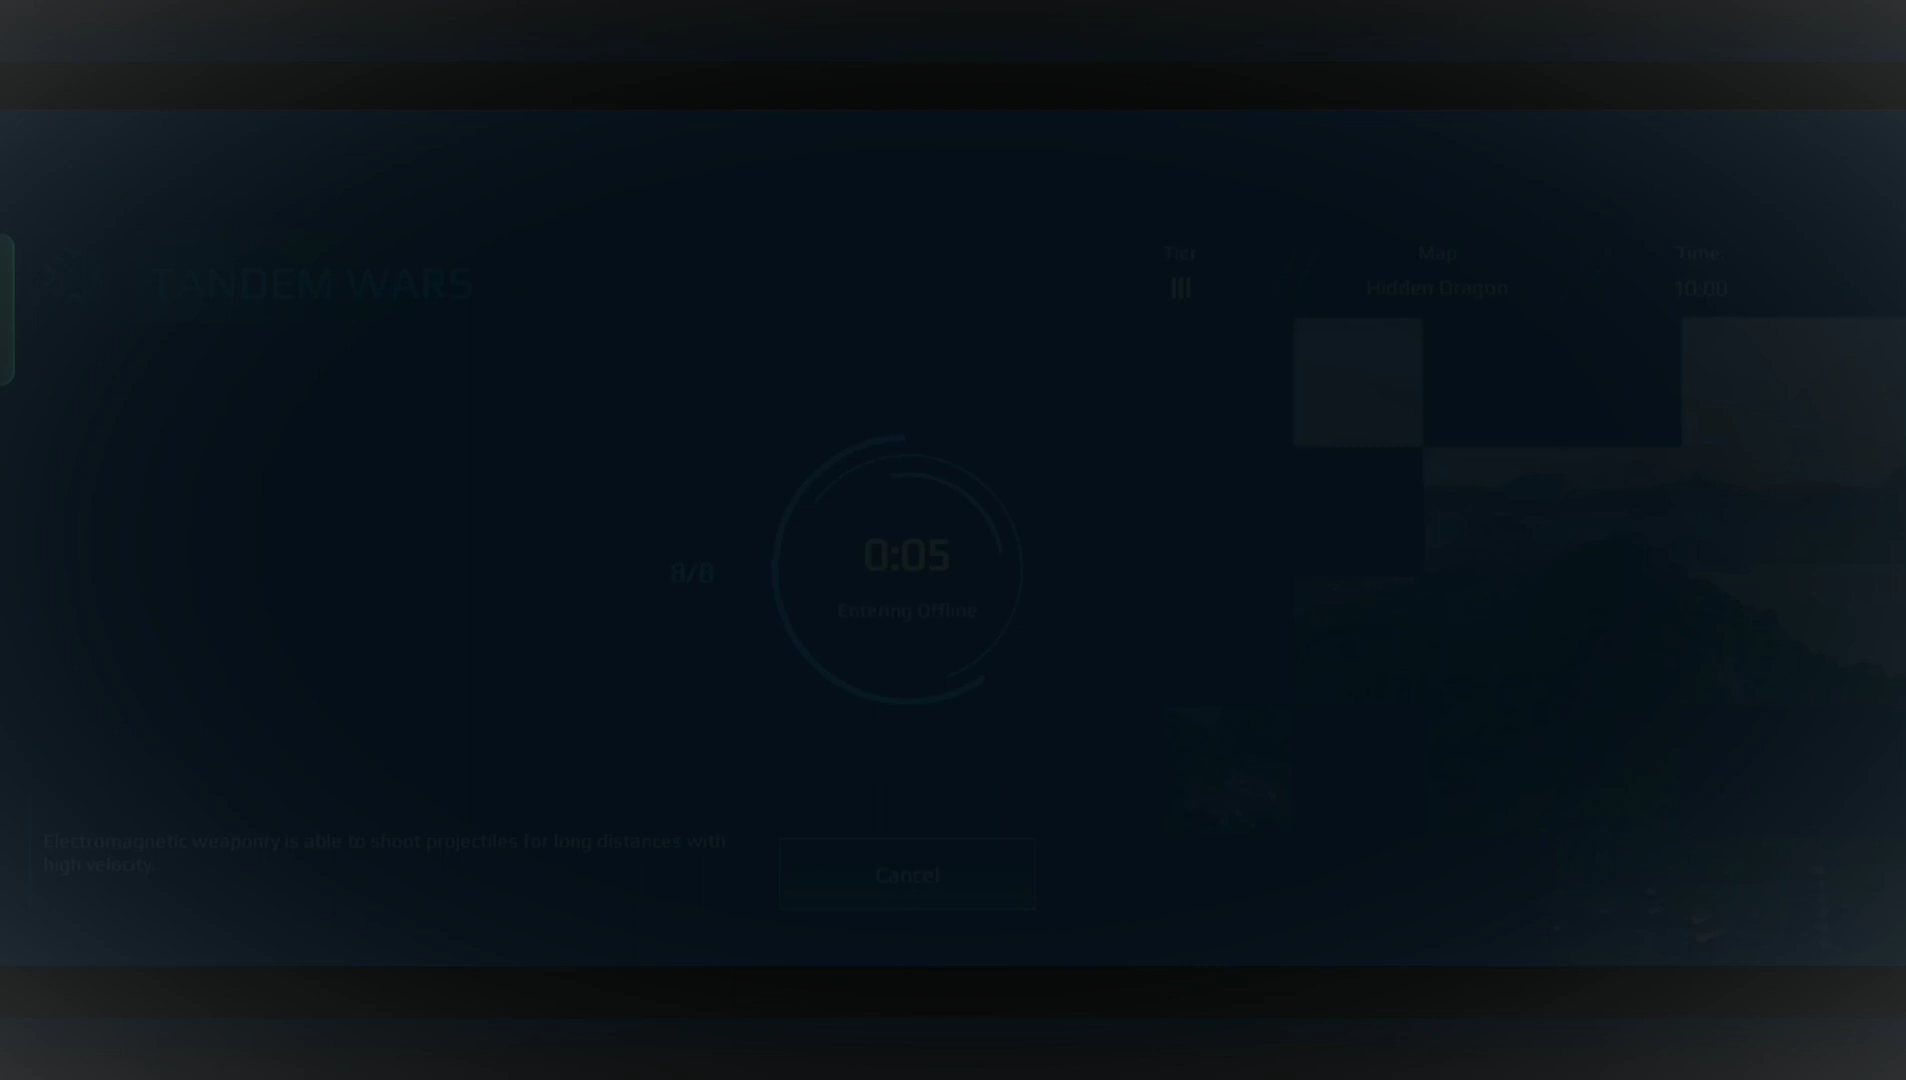 TANDEM WARS
Tier
III
Map
Hidden Dragon
Time:
10:00
8/8
0:05
Entering Offline
Electromagnetic weaponry is able to shoot projectiles for long distances with
high velocity.
Cancel